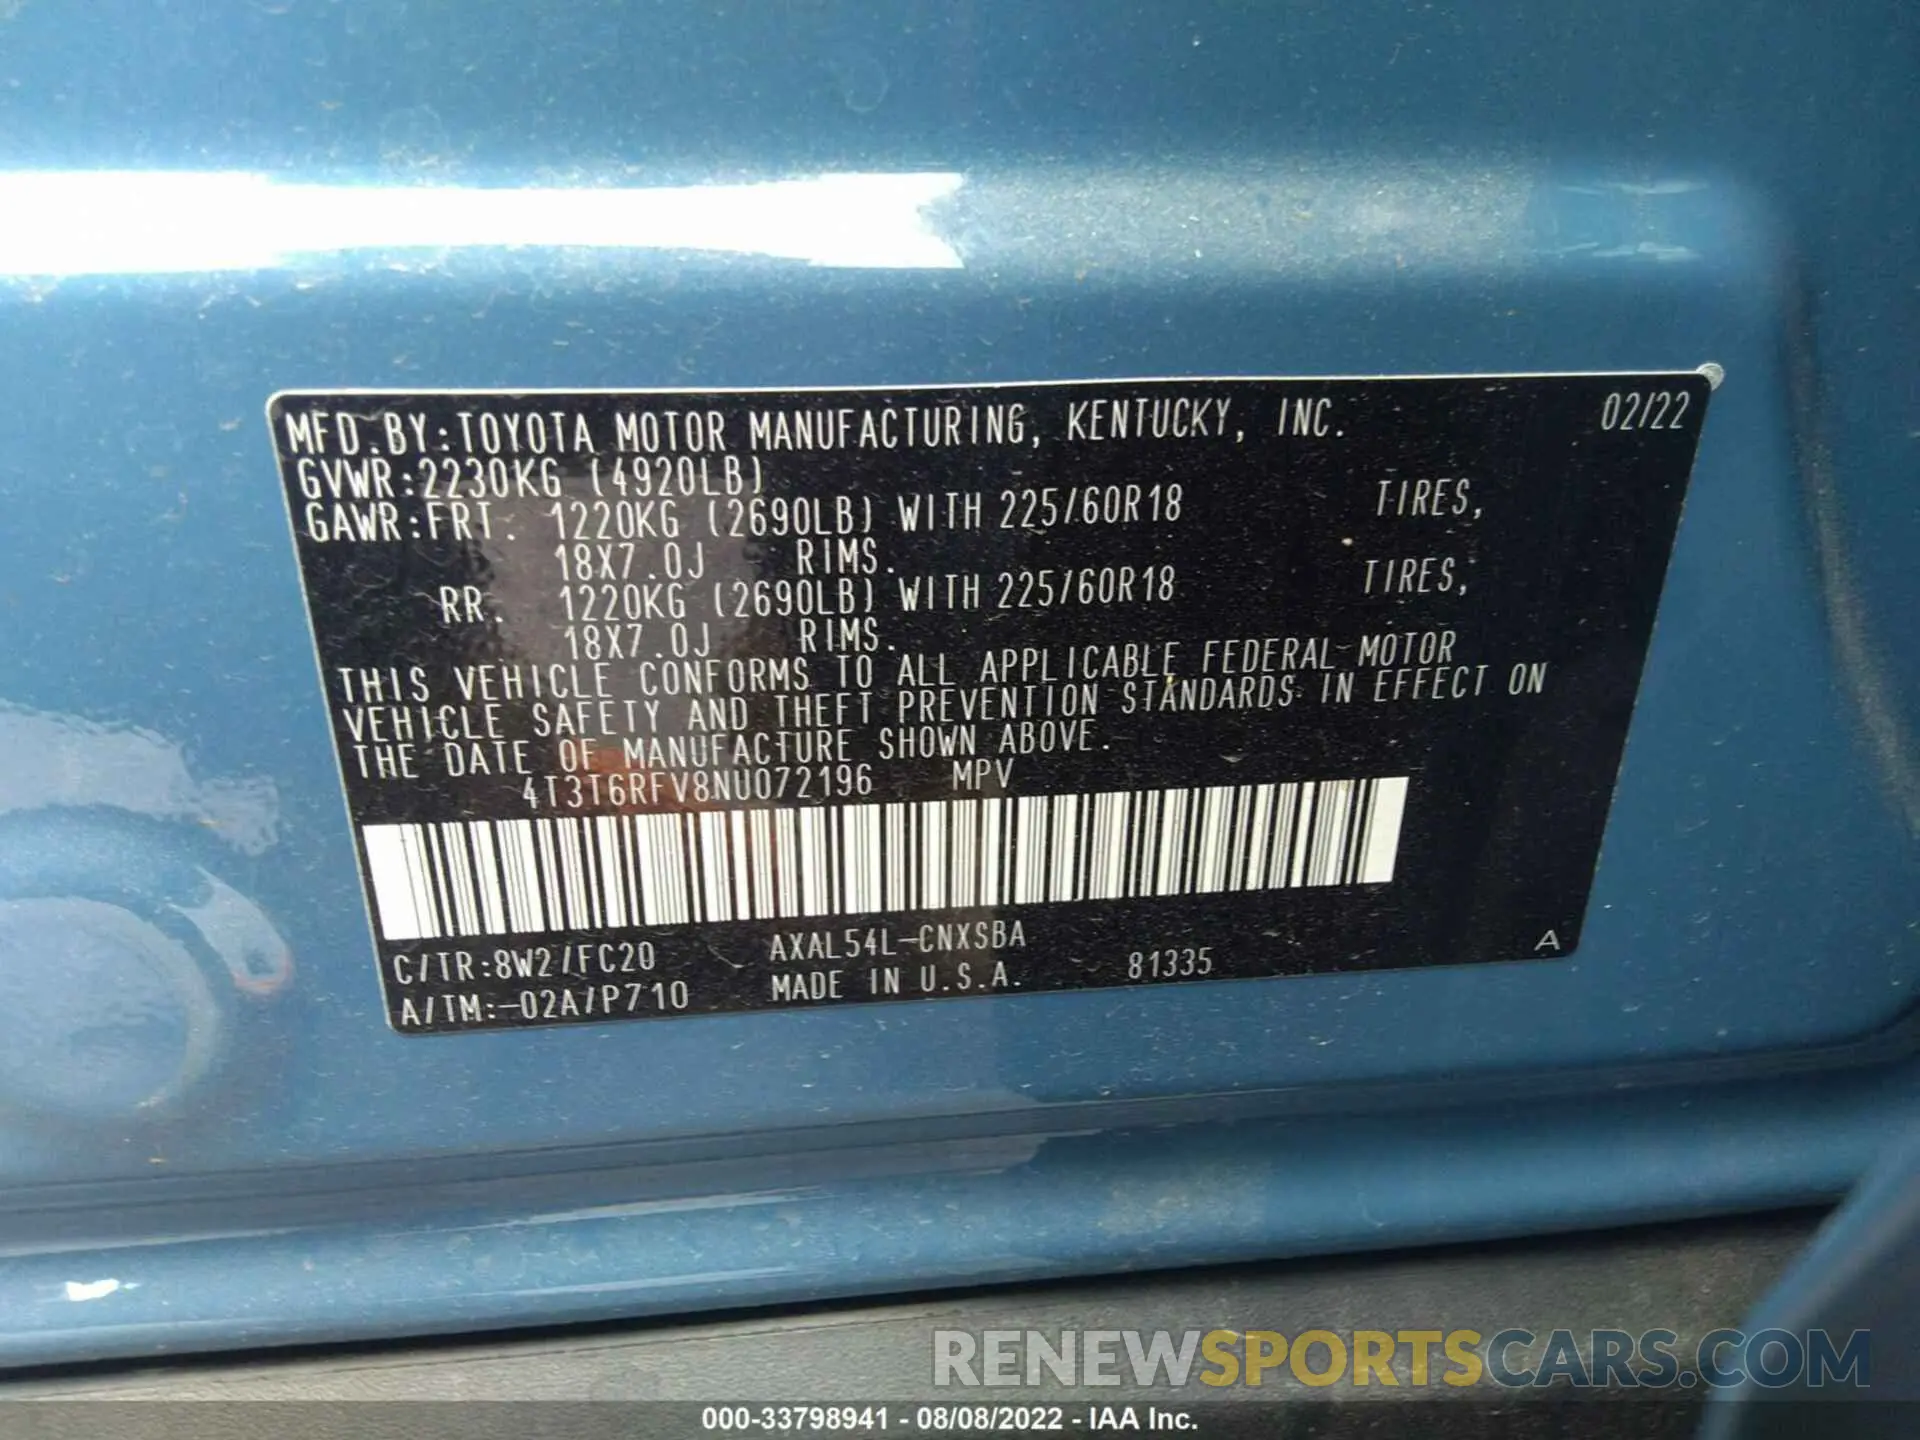 MFD.BY:TOYOTA MOTOR MANUFACTURING, KENTUCKY, INC. 02/22
GVWR:2230KG (4920LB)
GAWR:FRT. 1220KG (2690LB) WITH 225/60R18 TIRES,
18X7.0J RIMS.
RR. 1220KG (2690LB) WITH 225/60R18 TIRES,
18X7.0J RIMS.
THIS VEHICLE CONFORMS TO ALL APPLICABLE FEDERAL MOTOR
VEHICLE SAFETY AND THEFT PREVENTION STANDARDS IN EFFECT ON
THE DATE OF MANUFACTURE SHOWN ABOVE.
4T3T6RFV8NU072196 MPV
C/TR:8W2/FC20 AXAL54L-CNXSBA A
A/TM:-02A/P710 MADE IN U.S.A. 81335
RENEWSPORTSCARS.COM
000-33798941 - 08/08/2022 - IAA Inc.